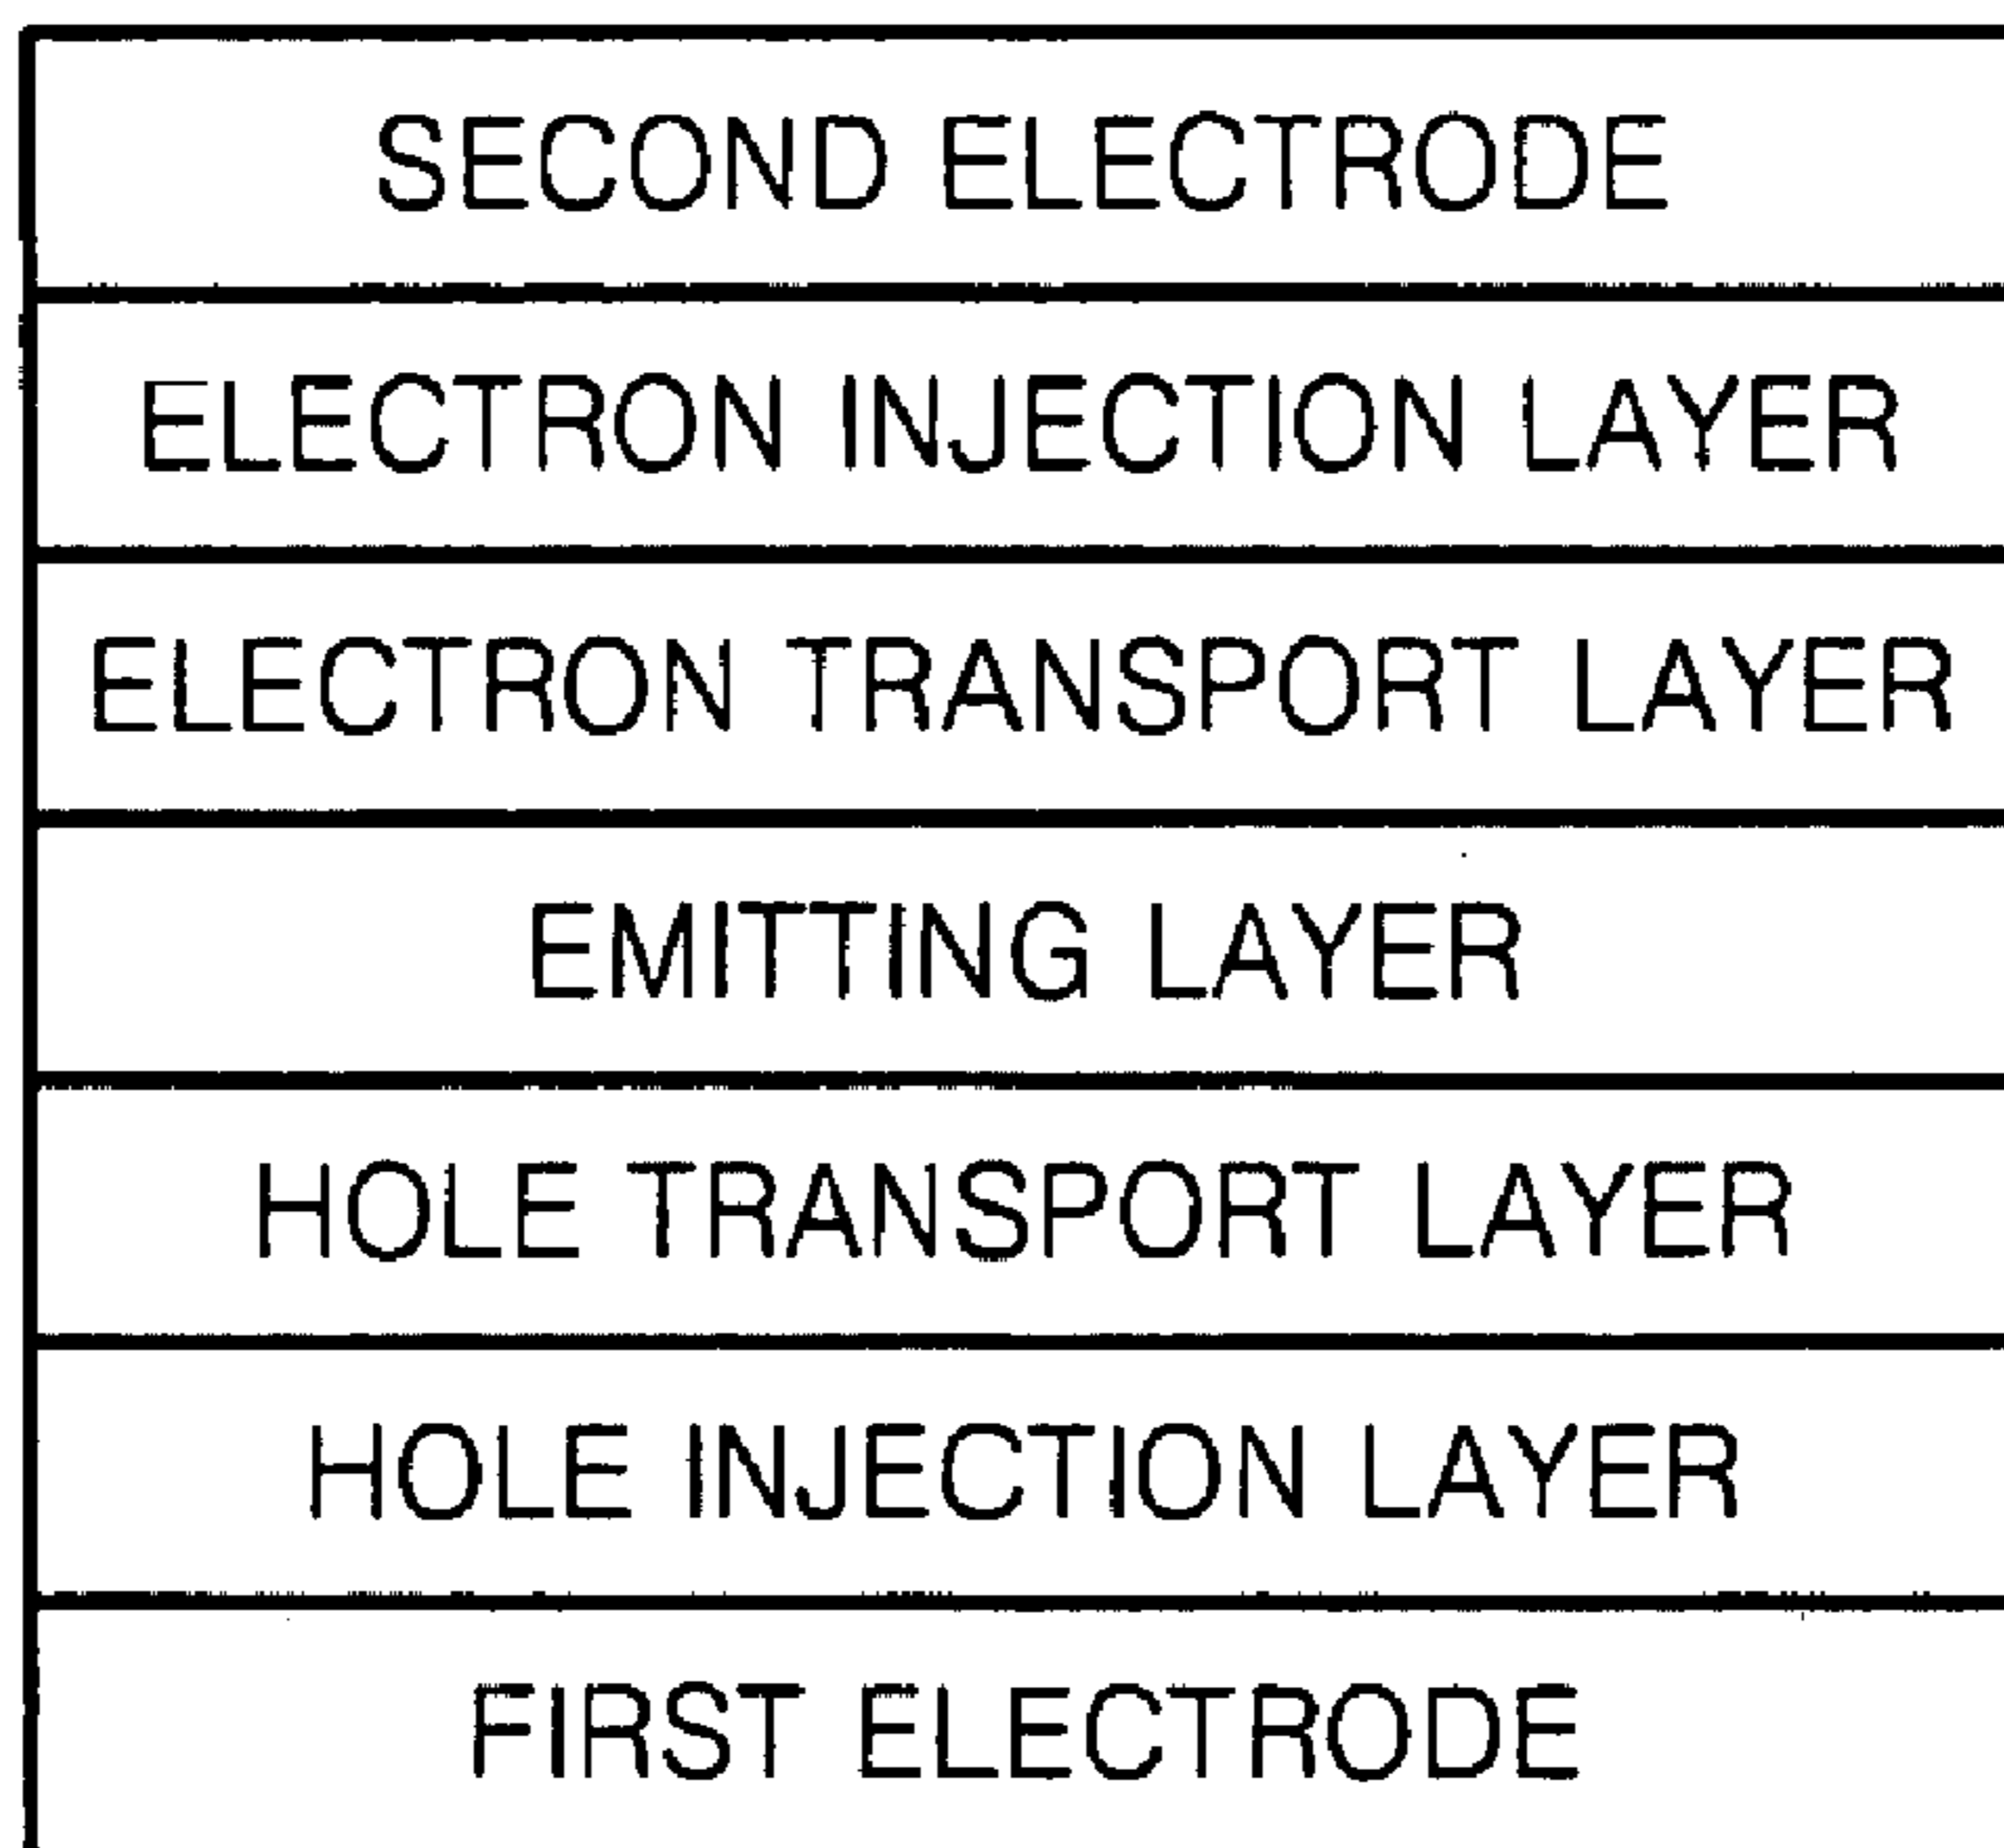 SECOND ELECTRODE
ELECTRON INJECTION LAYER
ELECTRON TRANSPORT LAYER
EMITTING LAYER
HOLE TRANSPORT LAYER
HOLE INJECTION LAYER
FIRST ELECTRODE